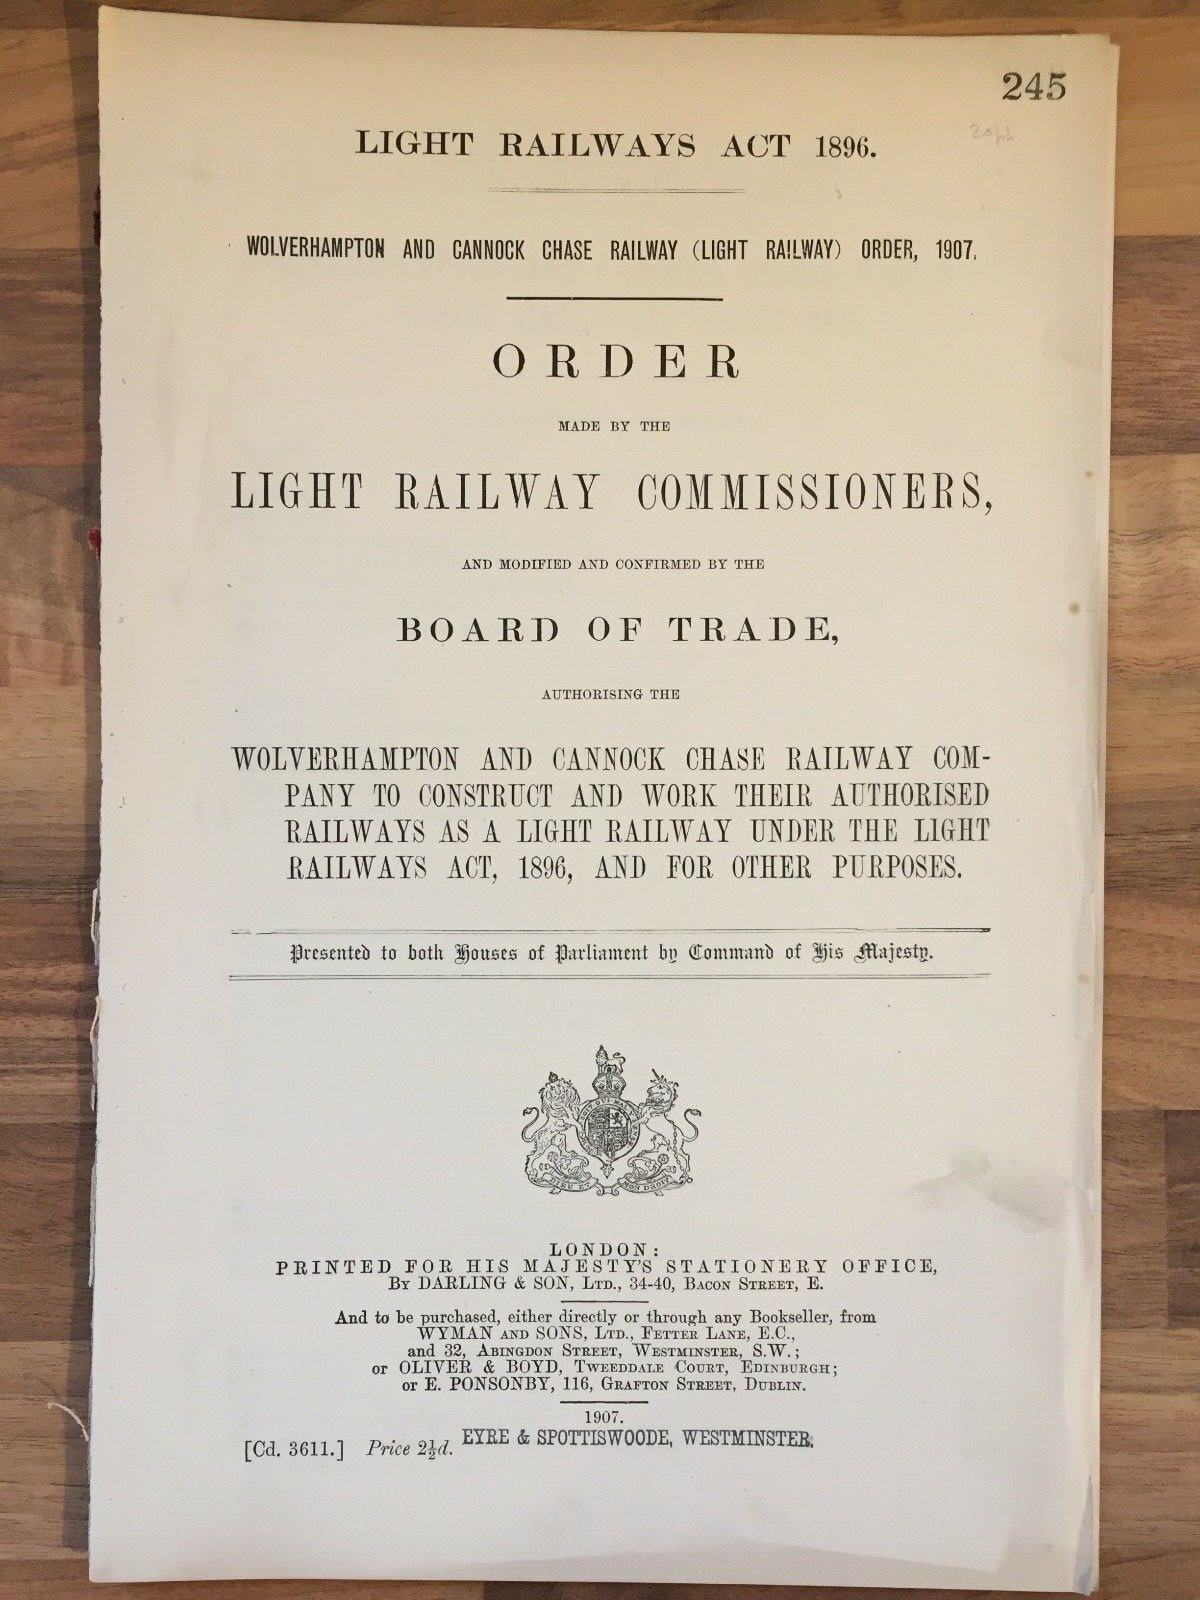 245
LIGHT RAILWAYS ACT 1896.
WOLVERHAMPTON AND CANNOCK CHASE RAILWAY (LIGHT RAILWAY) ORDER, 1907.
ORDER
MADE BY THE
LIGHT RAILWAY COMMISSIONERS,
AND MODIFIED AND CONFIRMED BY THE
BOARD OF TRADE,
AUTHORISING THE
WOLVERHAMPTON AND CANNOCK CHASE RAILWAY COM-
PANY TO CONSTRUCT AND WORK THEIR AUTHORISED
RAILWAYS AS A LIGHT RAILWAY UNDER THE LIGHT
RAILWAYS ACT, 1896, AND FOR OTHER PURPOSES.
Presented to both Houses of Parliament by Command of His Majesty.
DIEU ET MON DROIT
LONDON:
PRINTED FOR HIS MAJESTY'S STATIONERY OFFICE,
BY DARLING & SON, LTD., 34-40, BACON STREET, E.
And to be purchased, either directly or through any Bookseller, from
WYMAN AND SONS, LTD., FETTER LANE, E.C.,
and 32, ABINGDON STREET, WESTMINSTER, S.W.;
or OLIVER & BOYD, TWEEDDALE COURT, EDINBURGH;
or E. PONSONBY, 116, GRAFTON STREET, DUBLIN.
1907.
[Cd. 3611.] Price 2½d. EYRE & SPOTTISWOODE, WESTMINSTER.